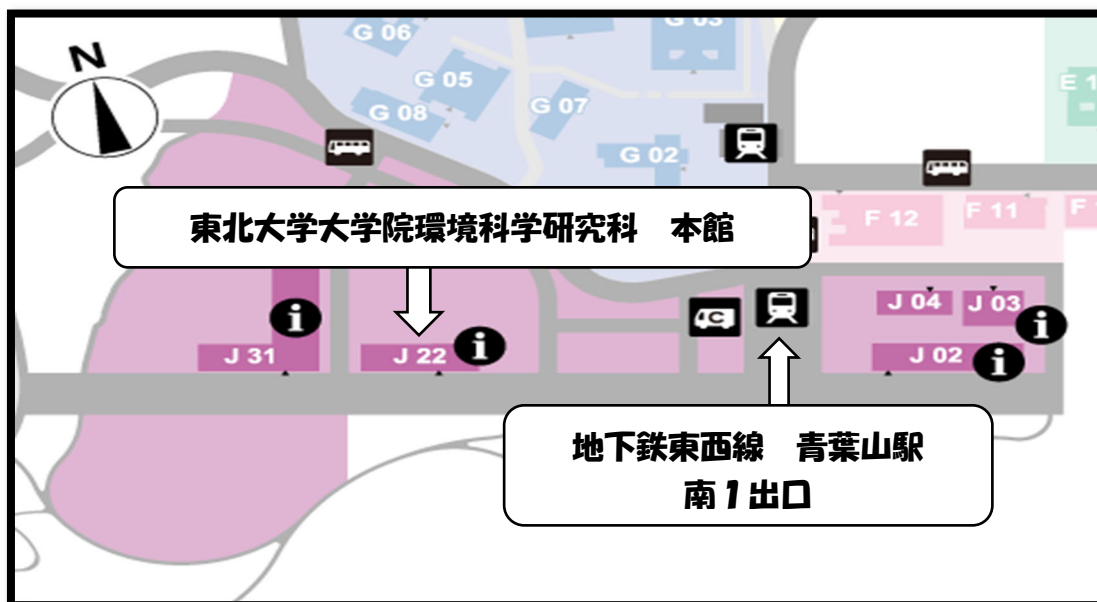 N
G 06
G 03
G 05
E 1
G 08
G 07
G 02
東北大学大学院環境科学研究科　本館
F 12
F 11
F
C
J 04
J 03
i
i
J 31
J 22
i
J 02
i
地下鉄東西線　青葉山駅
南1出口